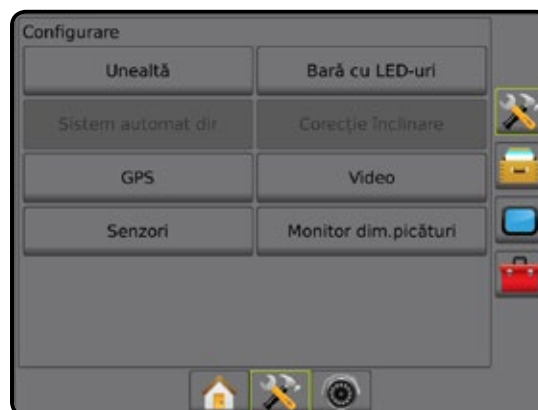 Configurare
Unealtă
Bară cu LED-uri
Sistem automat dir.
Corecție înclinare
GPS
Video
Senzori
Monitor dim.picături